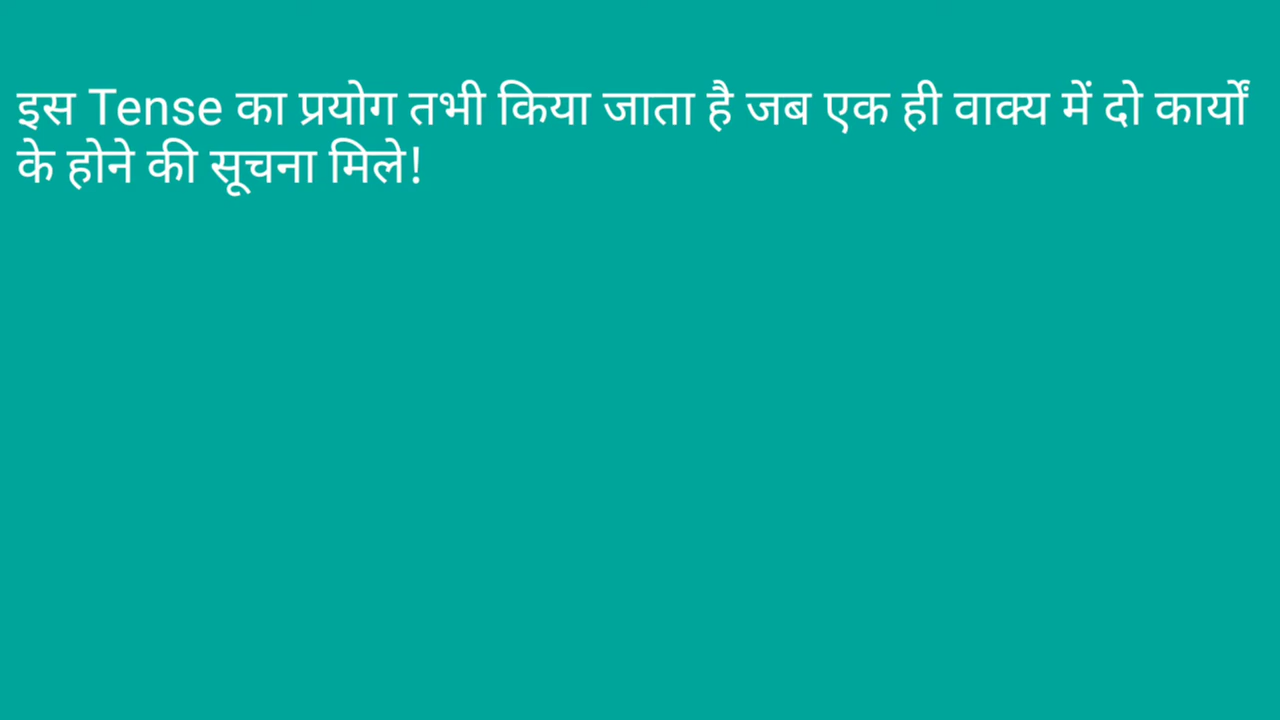 इस Tense का प्रयोग तभी किया जाता है जब एक ही वाक्य में दो कार्यों
के होने की सूचना मिले!